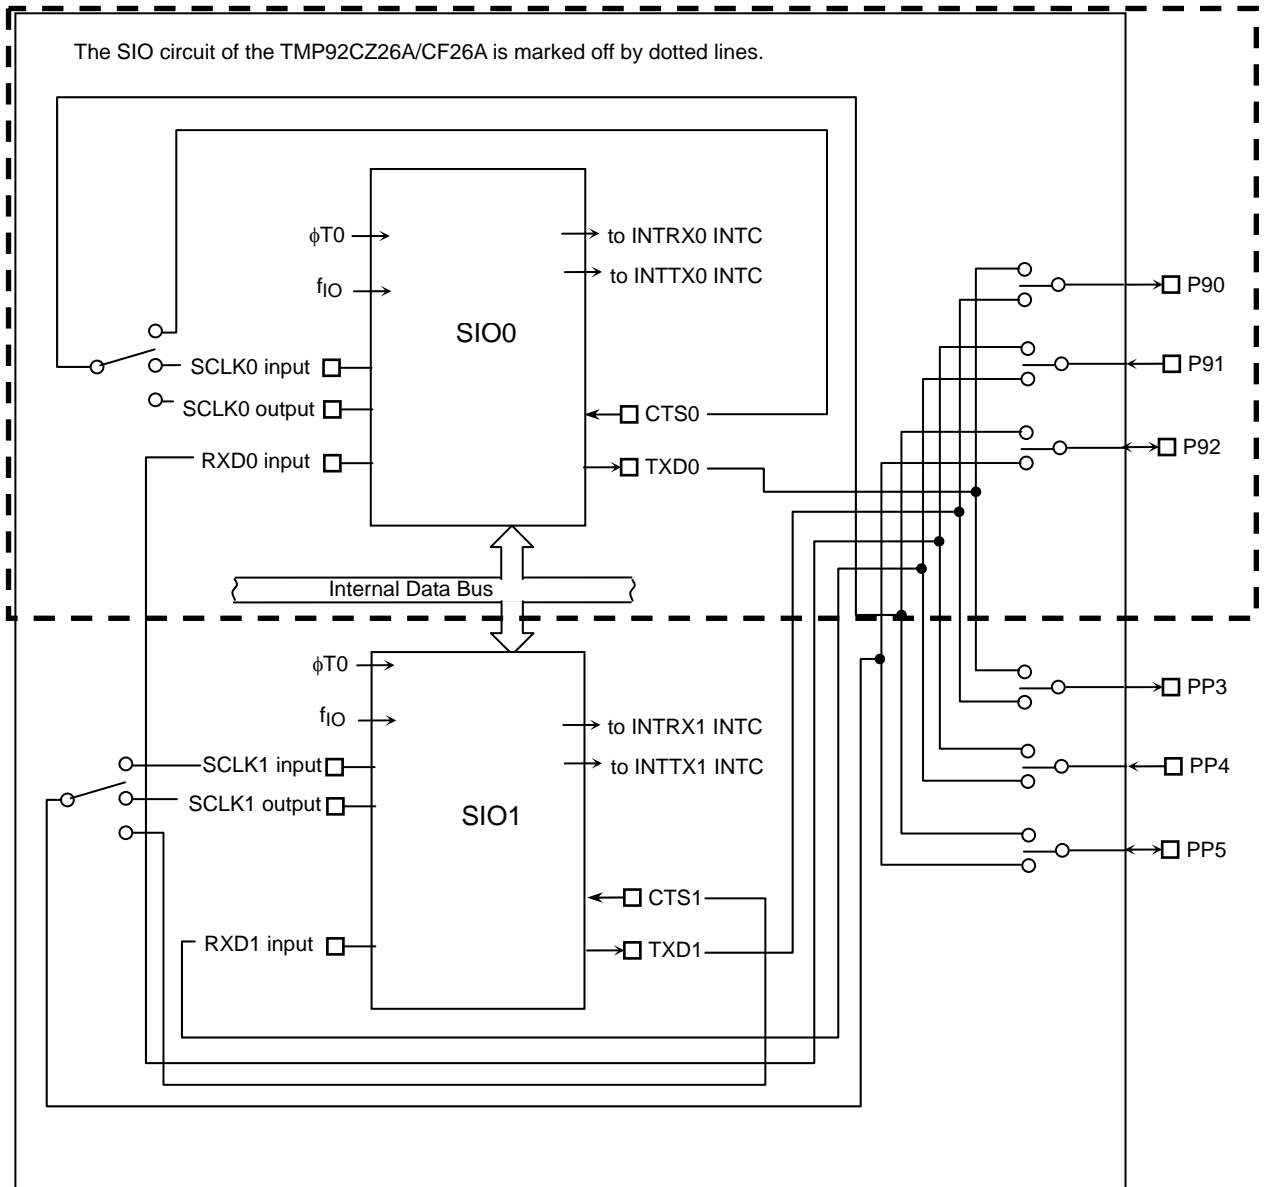 The SIO circuit of the TMP92CZ26A/CF26A is marked off by dotted lines.
ϕT0
fIO
SIO0
to INTRX0 INTC
to INTTX0 INTC
SCLK0 input
SCLK0 output
RXD0 input
CTS0
TXD0
P90
P91
P92
Internal Data Bus
ϕT0
fIO
SIO1
to INTRX1 INTC
to INTTX1 INTC
SCLK1 input
SCLK1 output
RXD1 input
CTS1
TXD1
PP3
PP4
PP5